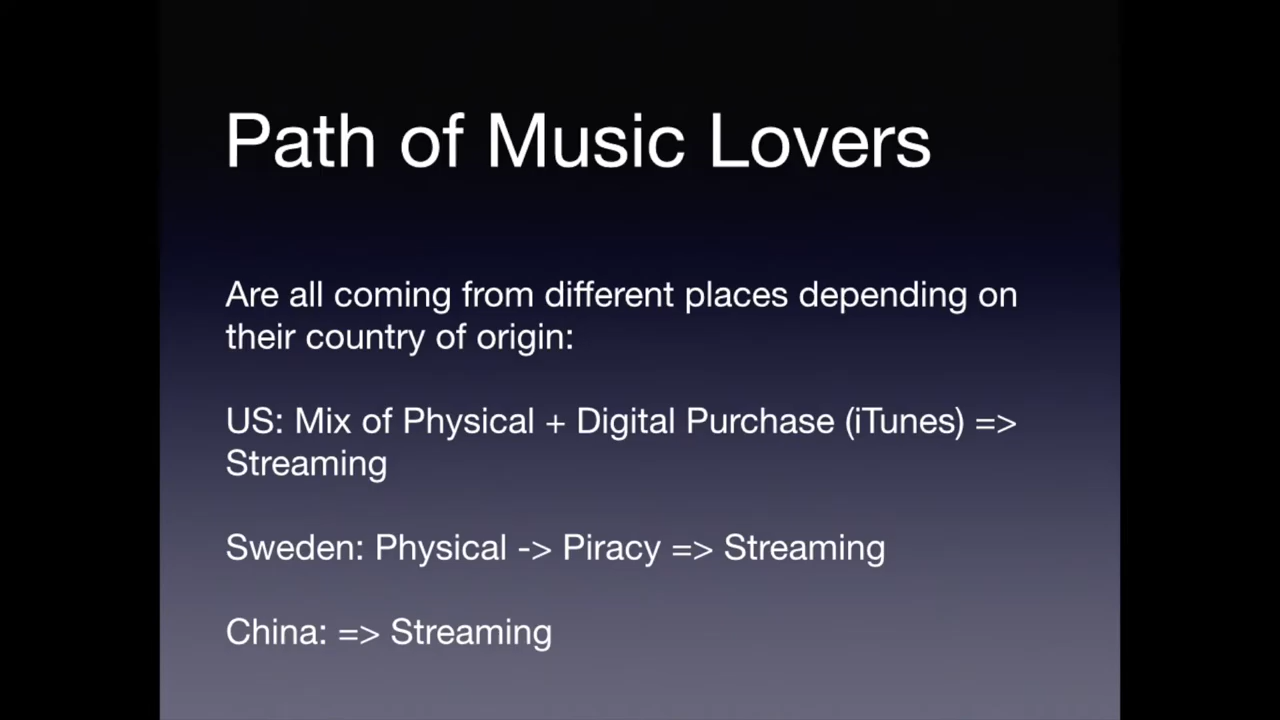 Path of Music Lovers
Are all coming from different places depending on
their country of origin:
US: Mix of Physical + Digital Purchase (iTunes) =>
Streaming
Sweden: Physical -> Piracy => Streaming
China: => Streaming